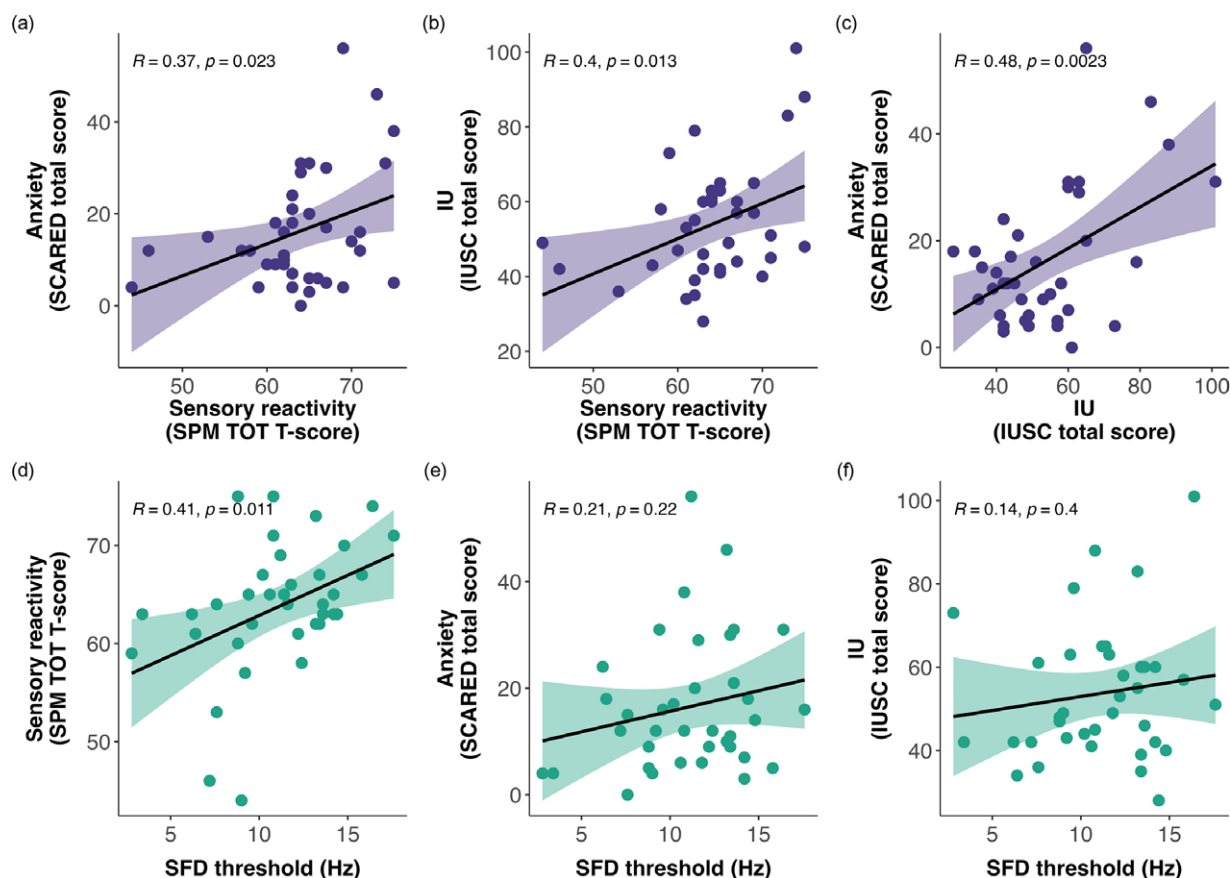 (a)
R = 0.37, p = 0.023
Anxiety
(SCARED total score)
40
20
0
50
60
70
Sensory reactivity
(SPM TOT T-score)
(b)
R = 0.4, p = 0.013
IU
(IUSC total score)
100
80
60
40
20
50
60
70
Sensory reactivity
(SPM TOT T-score)
(c)
R = 0.48, p = 0.0023
Anxiety
(SCARED total score)
40
20
0
40
60
80
100
IU
(IUSC total score)
(d)
R = 0.41, p = 0.011
Sensory reactivity
(SPM TOT T-score)
70
60
50
5
10
15
SFD threshold (Hz)
(e)
R = 0.21, p = 0.22
Anxiety
(SCARED total score)
40
20
0
5
10
15
SFD threshold (Hz)
(f)
R = 0.14, p = 0.4
IU
(IUSC total score)
100
80
60
40
5
10
15
SFD threshold (Hz)